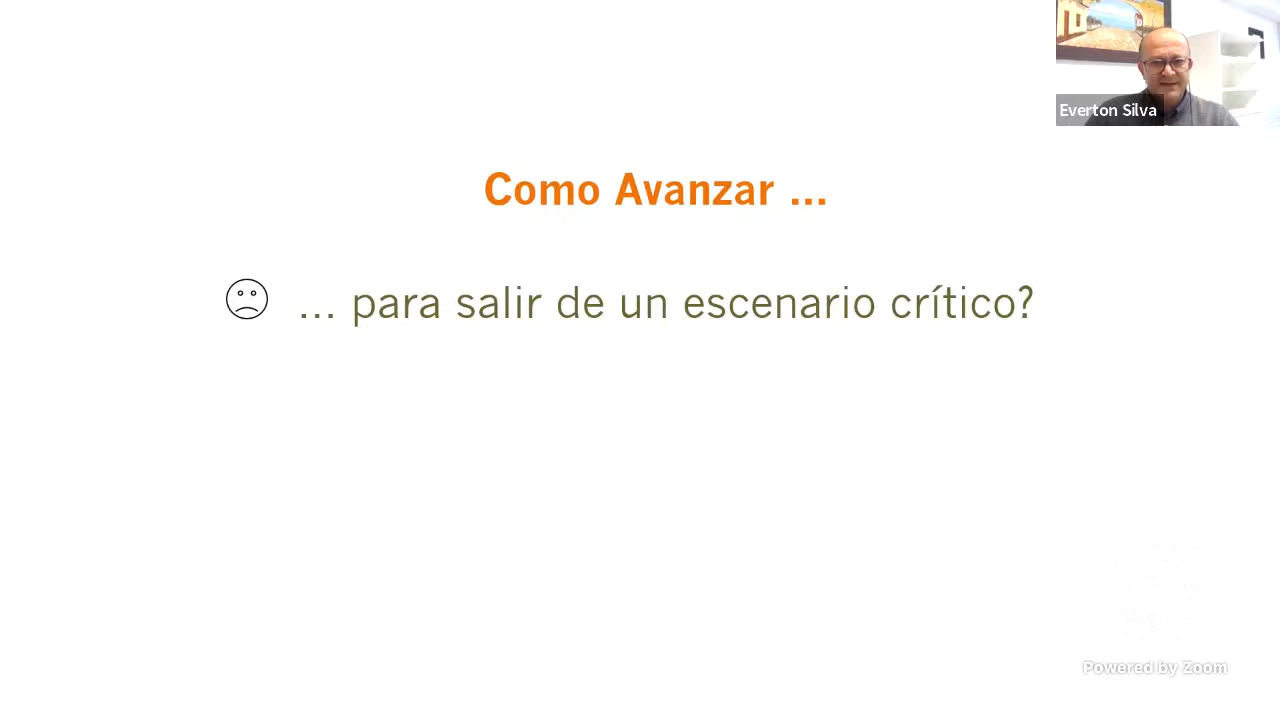 Everton Silva
Como Avanzar ...
... para salir de un escenario crítico?
Powered by Zoom